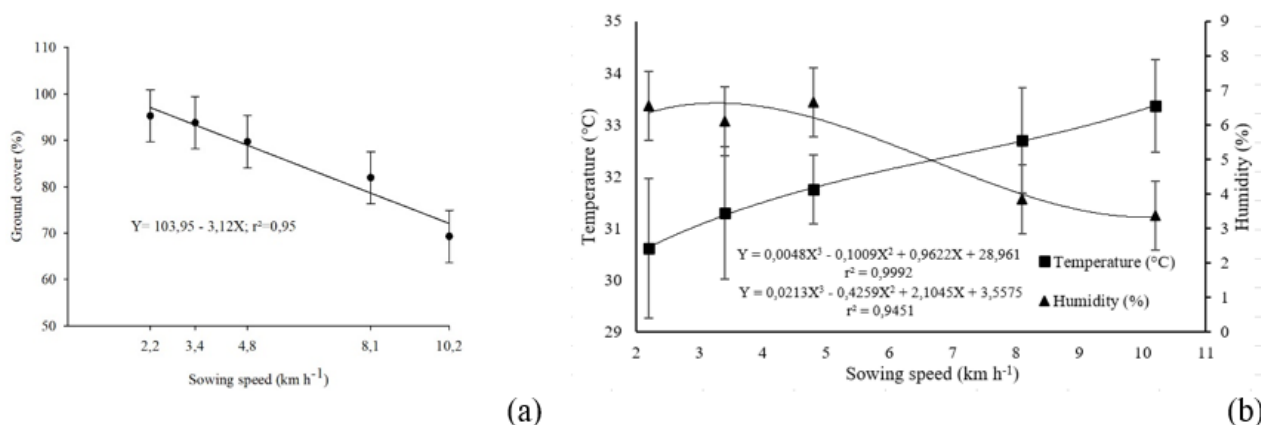 110
100
90
80
70
60
50
Ground cover (%)
Y= 103,95 - 3,12X; r²=0,95
2,2 3,4 4,8 8,1 10,2
Sowing speed (km h⁻¹)
(a)
35
34
33
32
31
30
29
Temperature (°C)
9
8
7
6
5
4
3
2
1
0
Humidity (%)
Y = 0,0048X³ - 0,1009X² + 0,9622X + 28,961
r² = 0,9992
Y = 0,0213X³ - 0,4259X² + 2,1045X + 3,5575
r² = 0,9451
Temperature (°C)
Humidity (%)
2 3 4 5 6 7 8 9 10 11
Sowing speed (km h⁻¹)
(b)